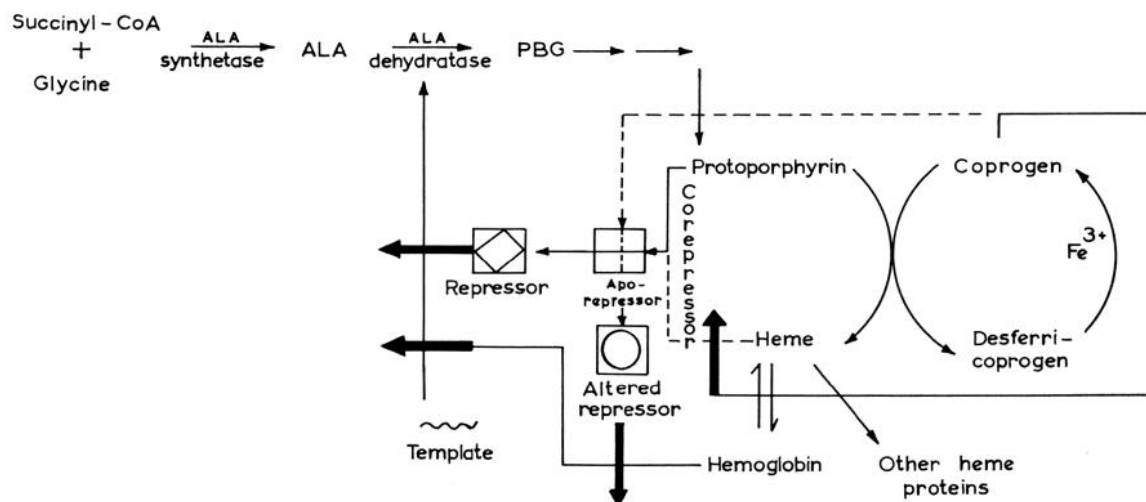 Succinyl-CoA
+
Glycine
ALA
synthetase
ALA
ALA
dehydratase
PBG
Protoporphyrin
Coprogen
Corepressor
Fe3+
Repressor
Apo-
repressor
Heme
Desferri-
coprogen
Altered
repressor
Template
Hemoglobin
Other heme
proteins